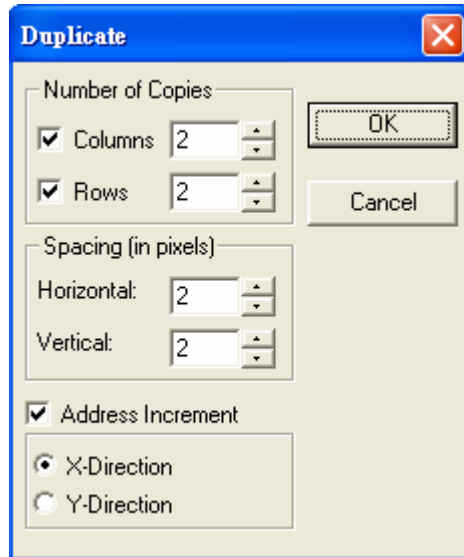 Duplicate
Number of Copies
OK
Columns 2
Rows 2
Cancel
Spacing (in pixels)
Horizontal: 2
Vertical: 2
Address Increment
X-Direction
Y-Direction